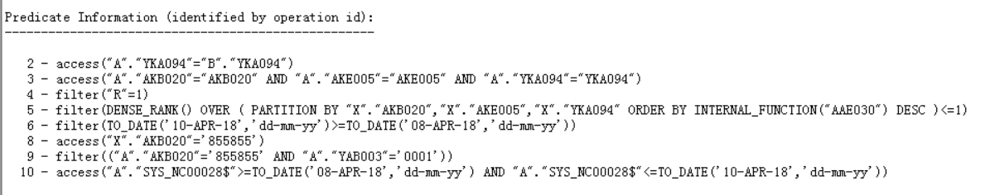 Predicate Information (identified by operation id):
---------------------------------------------------
2 - access("A"."YKA094"="B"."YKA094")
3 - access("A"."AKB020"="AKB020" AND "A"."AKE005"="AKE005" AND "A"."YKA094"="YKA094")
4 - filter("R"=1)
5 - filter(DENSE_RANK() OVER ( PARTITION BY "X"."AKB020","X"."AKE005","X"."YKA094" ORDER BY INTERNAL_FUNCTION("AAE030") DESC )<=1)
6 - filter(TO_DATE('10-APR-18','dd-mm-yy')>=TO_DATE('08-APR-18','dd-mm-yy'))
8 - access("X"."AKB020"='855855')
9 - filter(("A"."AKB020"='855855' AND "A"."YAB003"='0001'))
10 - access("A"."SYS_NC00028$">=TO_DATE('08-APR-18','dd-mm-yy') AND "A"."SYS_NC00028$"<=TO_DATE('10-APR-18','dd-mm-yy'))